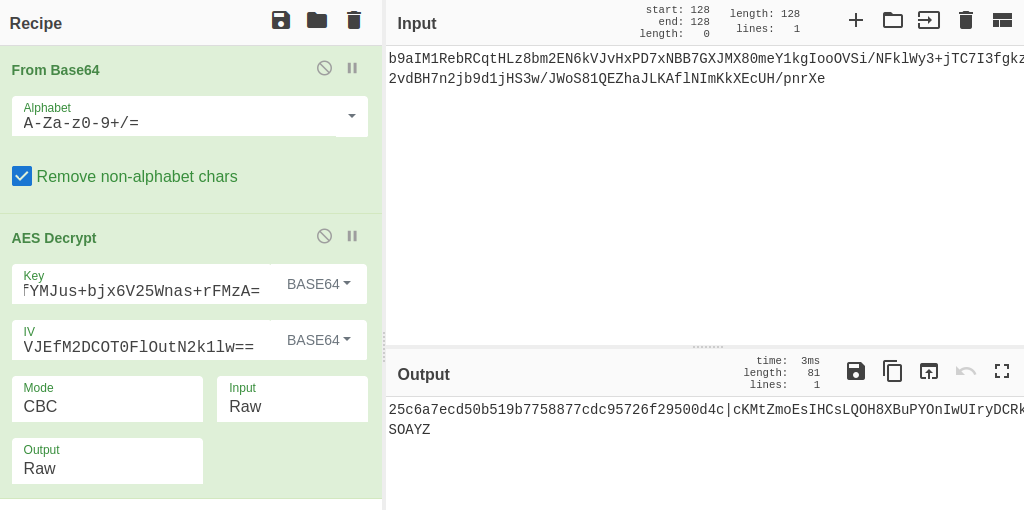 Recipe
From Base64
Alphabet
A-Za-z0-9+/=
Remove non-alphabet chars
AES Decrypt
Key
fYMJus+bjx6V25Wnas+rFMzA=
BASE64
IV
VJEfM2DCOT0FlOutN2k1lw==
BASE64
Mode
CBC
Input
Raw
Output
Raw
Input
start: 128
end: 128
length: 0
length: 128
lines: 1
b9aIM1RebRCqtHLz8bm2EN6kVJvHxPD7xNBB7GXJMX80meY1kgIooOVSi/NFklWy3+jTC7I3fgkz
2vdBH7n2jb9d1jHS3w/JWoS81QEZhaJLKAflNImKkXEcUH/pnrXe
Output
time: 3ms
length: 81
lines: 1
25c6a7ecd50b519b7758877cdc95726f29500d4c|cKMtZmoEsIHCsLQOH8XBuPYOnIwUIryDCRk
SOAYZ